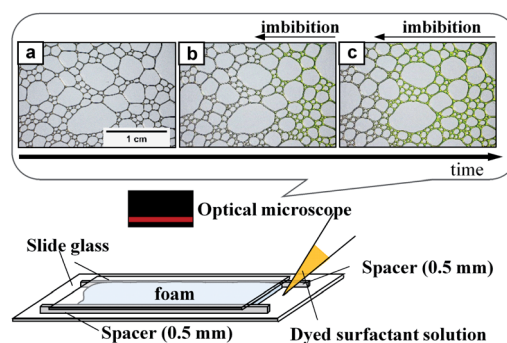 imbibition
imbibition
a
b
c
1 cm
time
Optical microscope
Slide glass
foam
Spacer (0.5 mm)
Spacer (0.5 mm)
Dyed surfactant solution